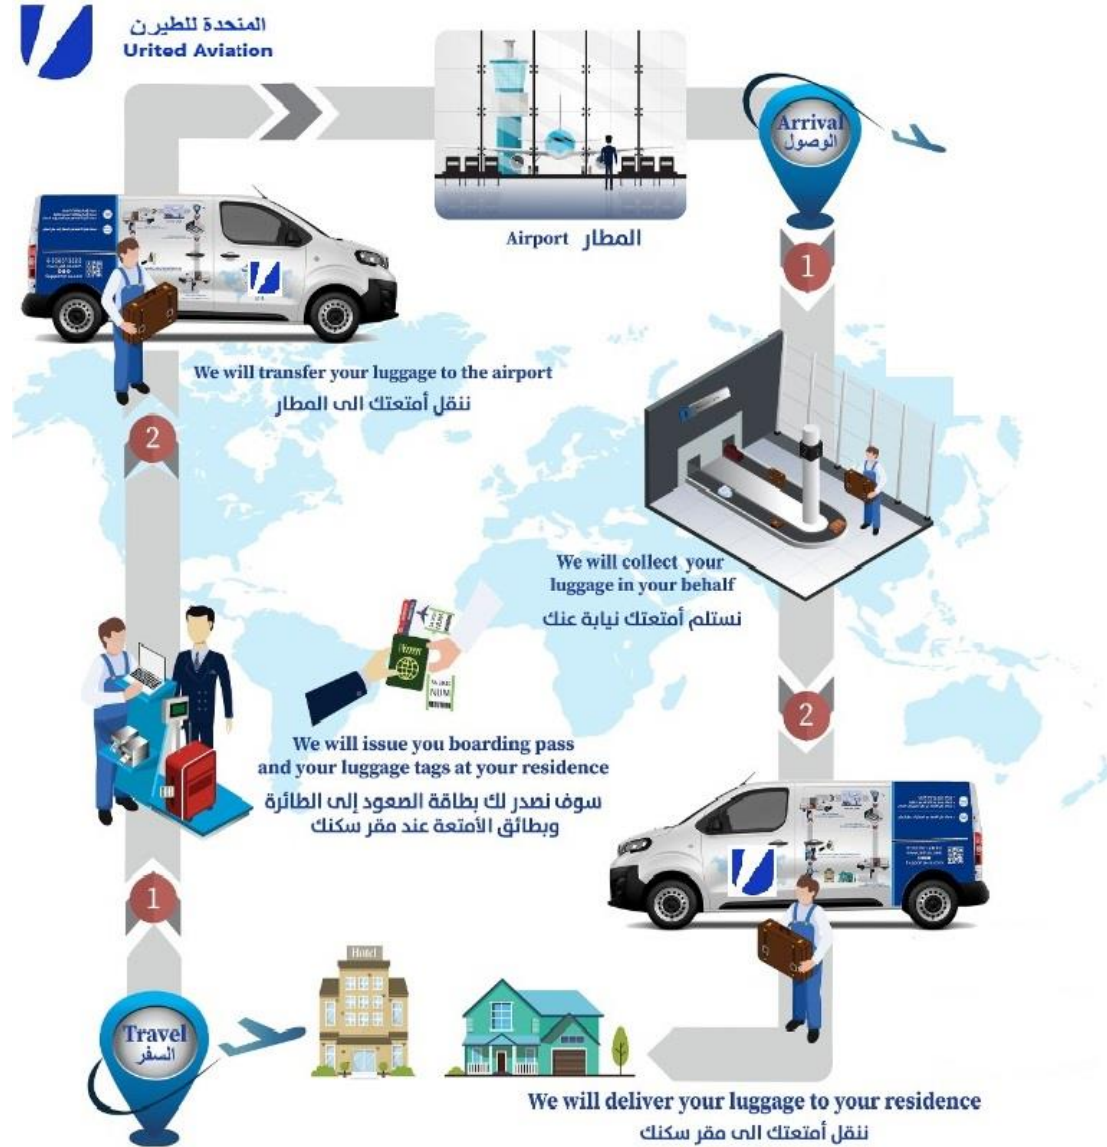 المتحدة للطيرن
Urited Aviation
Arrival
الوصول
Airport المطار
1
We will transfer your luggage to the airport
ننقل أمتعتك الى المطار
2
We will collect your
luggage in your behalf
نستلم أمتعتك نيابة عنك
2
We will issue you boarding pass
and your luggage tags at your residence
سوف نصدر لك بطاقة الصعود إلى الطائرة
وبطائق الأمتعة عند مقر سكنك
NUM
NUM
1
Travel
السفر
Hotel
We will deliver your luggage to your residence
ننقل أمتعتك الى مقر سكنك